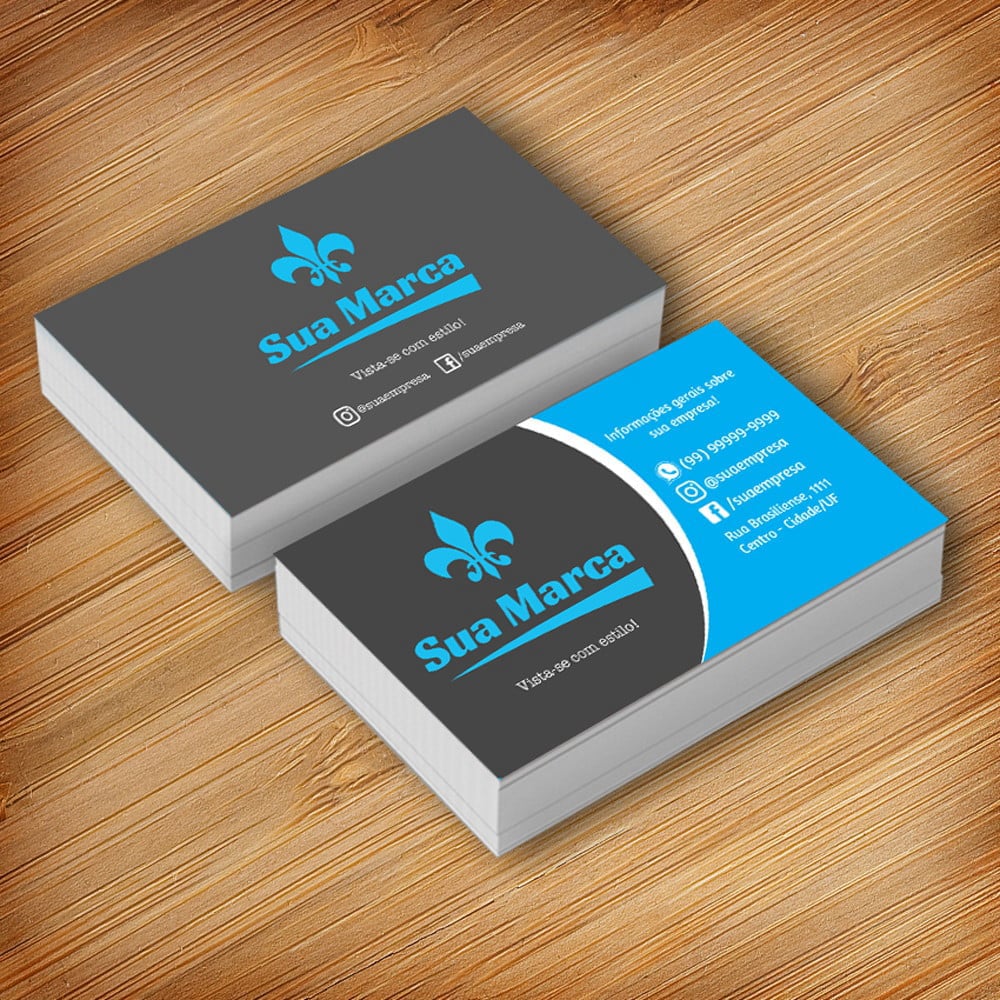 Sua Marca
Vista-se com estilo!
@suaempresa
/suaempresa
Sua Marca
Vista-se com estilo!
Informações gerais sobre
sua empresa!
(99) 99999-9999
@suaempresa
/suaempresa
Rua Brasiliense, 1111
Centro - Cidade/UF